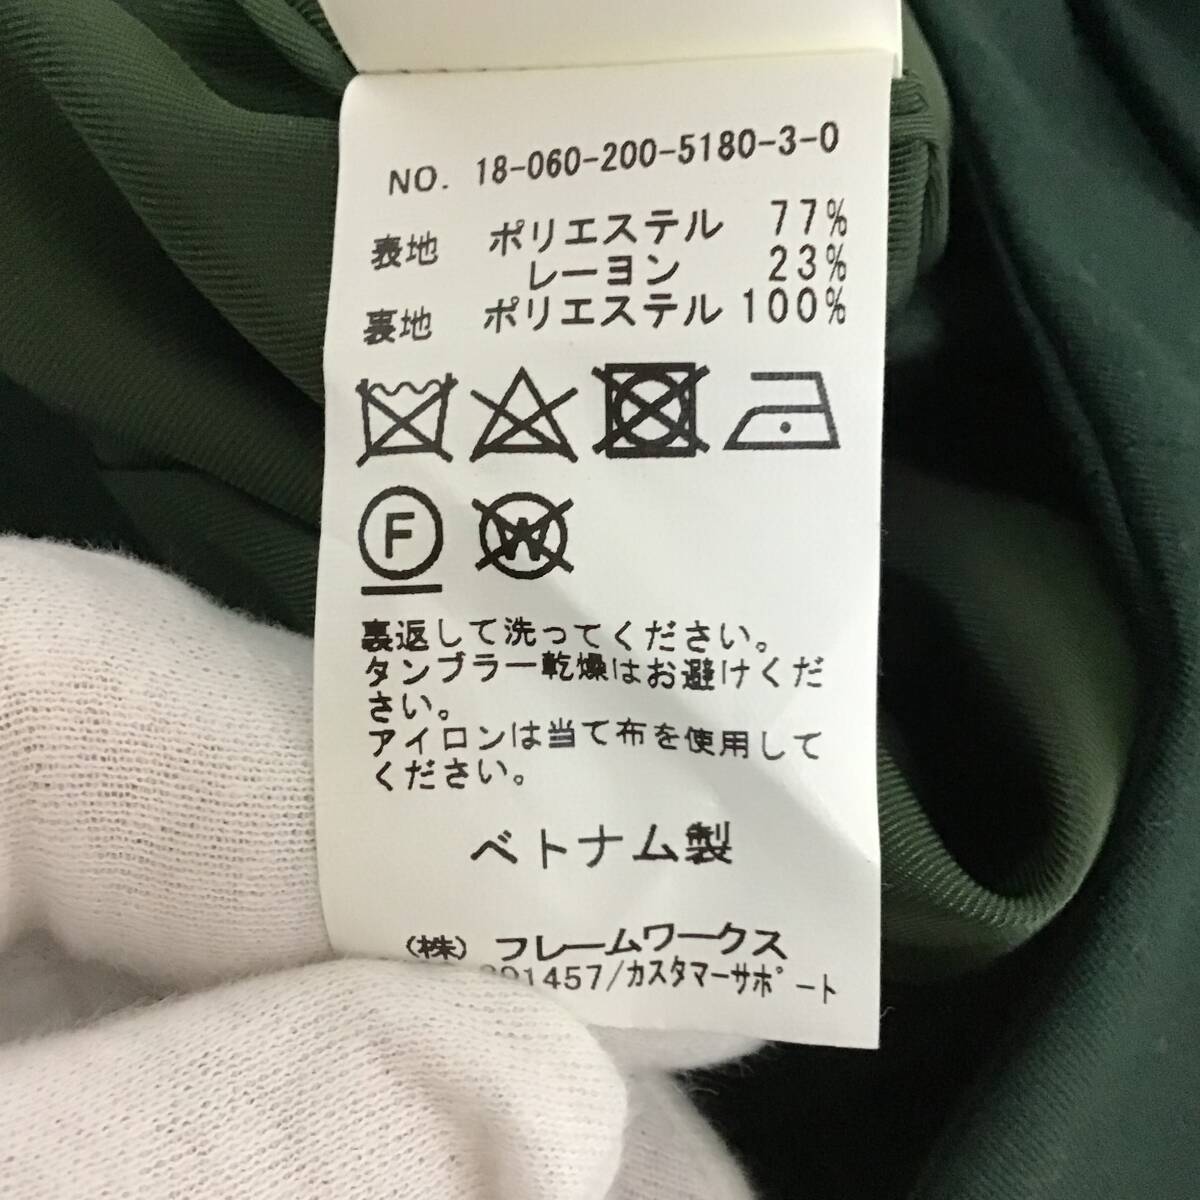 NO. 18-060-200-5180-3-0
表地 ポリエステル 77%
レーヨン 23%
裏地 ポリエステル 100%
F W
裏返して洗ってください。
タンブラー乾燥はお避けくだ
さい。
アイロンは当て布を使用して
ください。
ベトナム製
(株) フレームワークス
91457/カスタマーサポート